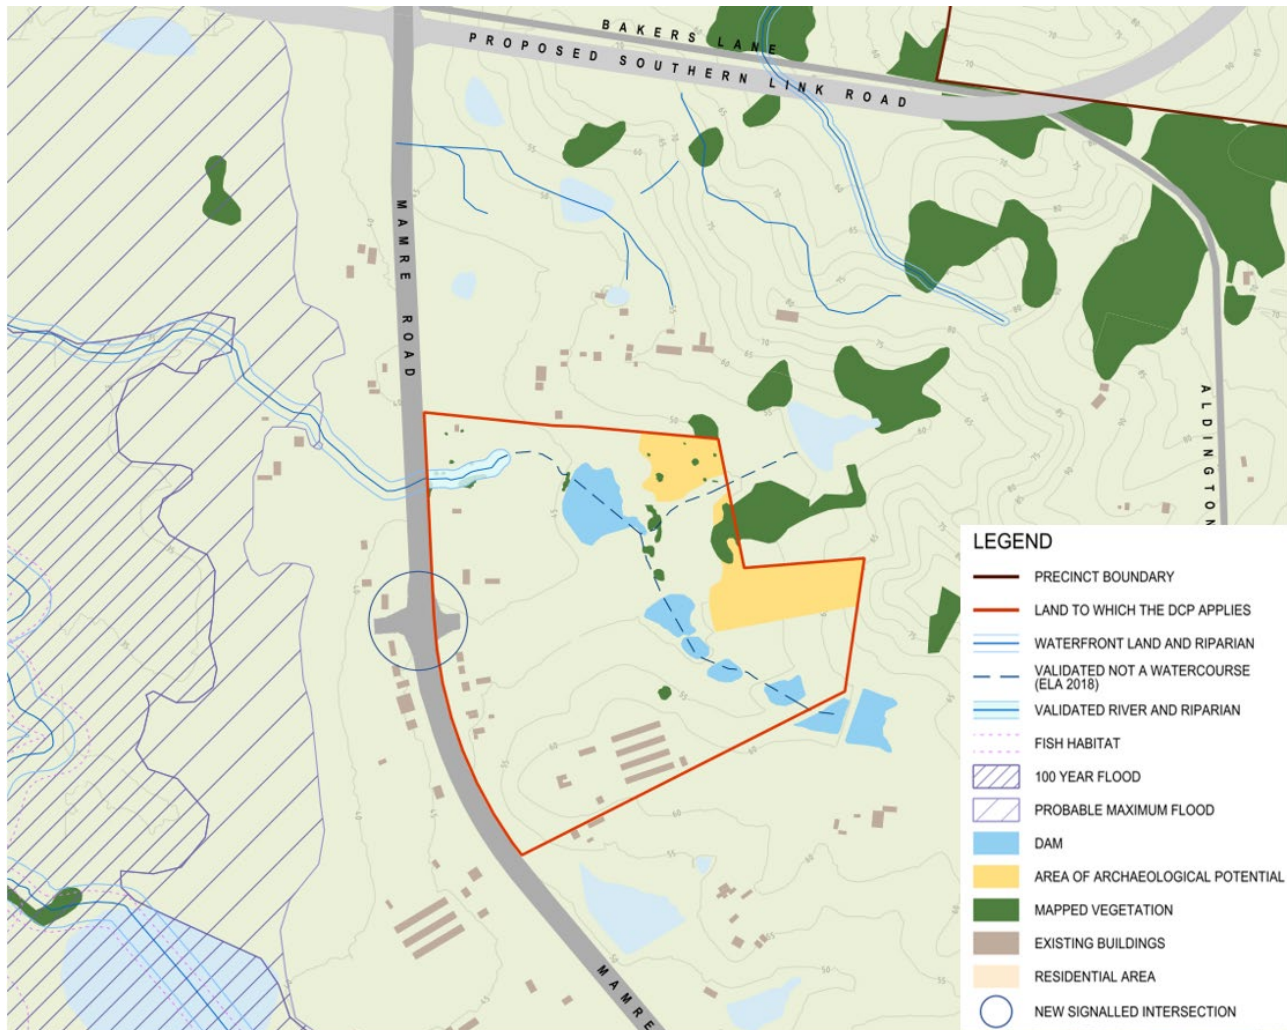 BAKERS LANE
PROPOSED SOUTHERN LINK ROAD
MAMRE ROAD
ALDINGTON
MAMRE
LEGEND
PRECINCT BOUNDARY
LAND TO WHICH THE DCP APPLIES
WATERFRONT LAND AND RIPARIAN
VALIDATED NOT A WATERCOURSE
(ELA 2018)
VALIDATED RIVER AND RIPARIAN
FISH HABITAT
100 YEAR FLOOD
PROBABLE MAXIMUM FLOOD
DAM
AREA OF ARCHAEOLOGICAL POTENTIAL
MAPPED VEGETATION
EXISTING BUILDINGS
RESIDENTIAL AREA
NEW SIGNALLED INTERSECTION